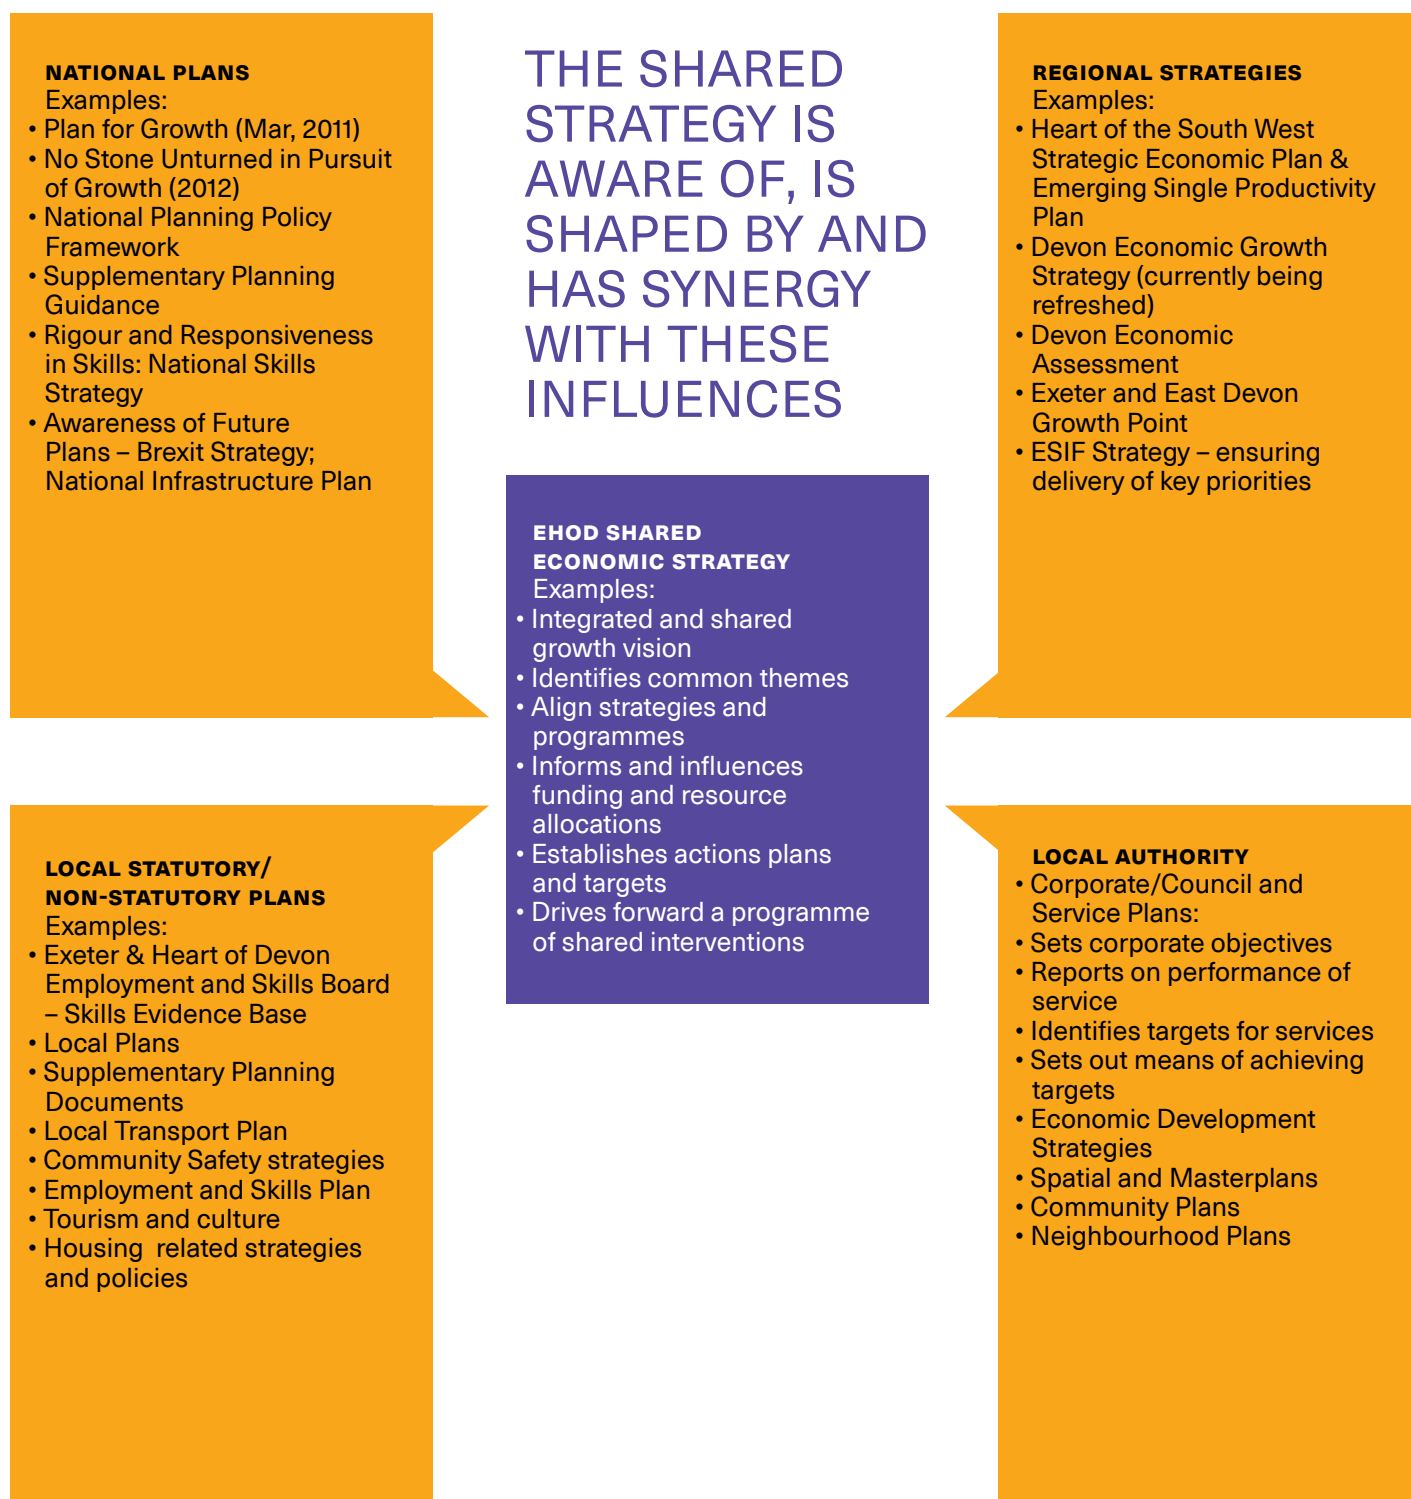 NATIONAL PLANS
Examples:
• Plan for Growth (Mar, 2011)
• No Stone Unturned in Pursuit
of Growth (2012)
• National Planning Policy
Framework
• Supplementary Planning
Guidance
• Rigour and Responsiveness
in Skills: National Skills
Strategy
• Awareness of Future
Plans – Brexit Strategy;
National Infrastructure Plan
THE SHARED
STRATEGY IS
AWARE OF, IS
SHAPED BY AND
HAS SYNERGY
WITH THESE
INFLUENCES
REGIONAL STRATEGIES
Examples:
• Heart of the South West
Strategic Economic Plan &
Emerging Single Productivity
Plan
• Devon Economic Growth
Strategy (currently being
refreshed)
• Devon Economic
Assessment
• Exeter and East Devon
Growth Point
• ESIF Strategy – ensuring
delivery of key priorities
EHOD SHARED
ECONOMIC STRATEGY
Examples:
• Integrated and shared
growth vision
• Identifies common themes
• Align strategies and
programmes
• Informs and influences
funding and resource
allocations
• Establishes actions plans
and targets
• Drives forward a programme
of shared interventions
LOCAL STATUTORY/
NON-STATUTORY PLANS
Examples:
• Exeter & Heart of Devon
Employment and Skills Board
– Skills Evidence Base
• Local Plans
• Supplementary Planning
Documents
• Local Transport Plan
• Community Safety strategies
• Employment and Skills Plan
• Tourism and culture
• Housing  related strategies
and policies
LOCAL AUTHORITY
• Corporate/Council and
Service Plans:
• Sets corporate objectives
• Reports on performance of
service
• Identifies targets for services
• Sets out means of achieving
targets
• Economic Development
Strategies
• Spatial and Masterplans
• Community Plans
• Neighbourhood Plans